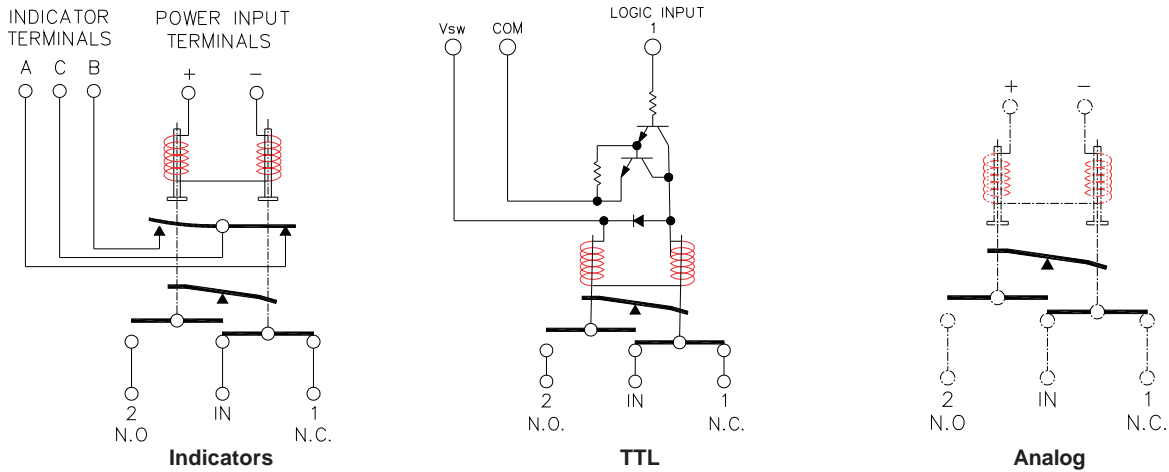 INDICATOR
TERMINALS
A C B
POWER INPUT
TERMINALS
+ −
2
N.O
IN
1
N.C.
Indicators
Vsw COM
LOGIC INPUT
1
2
N.O.
IN
1
N.C.
TTL
+ −
2
N.O.
IN
1
N.C.
Analog